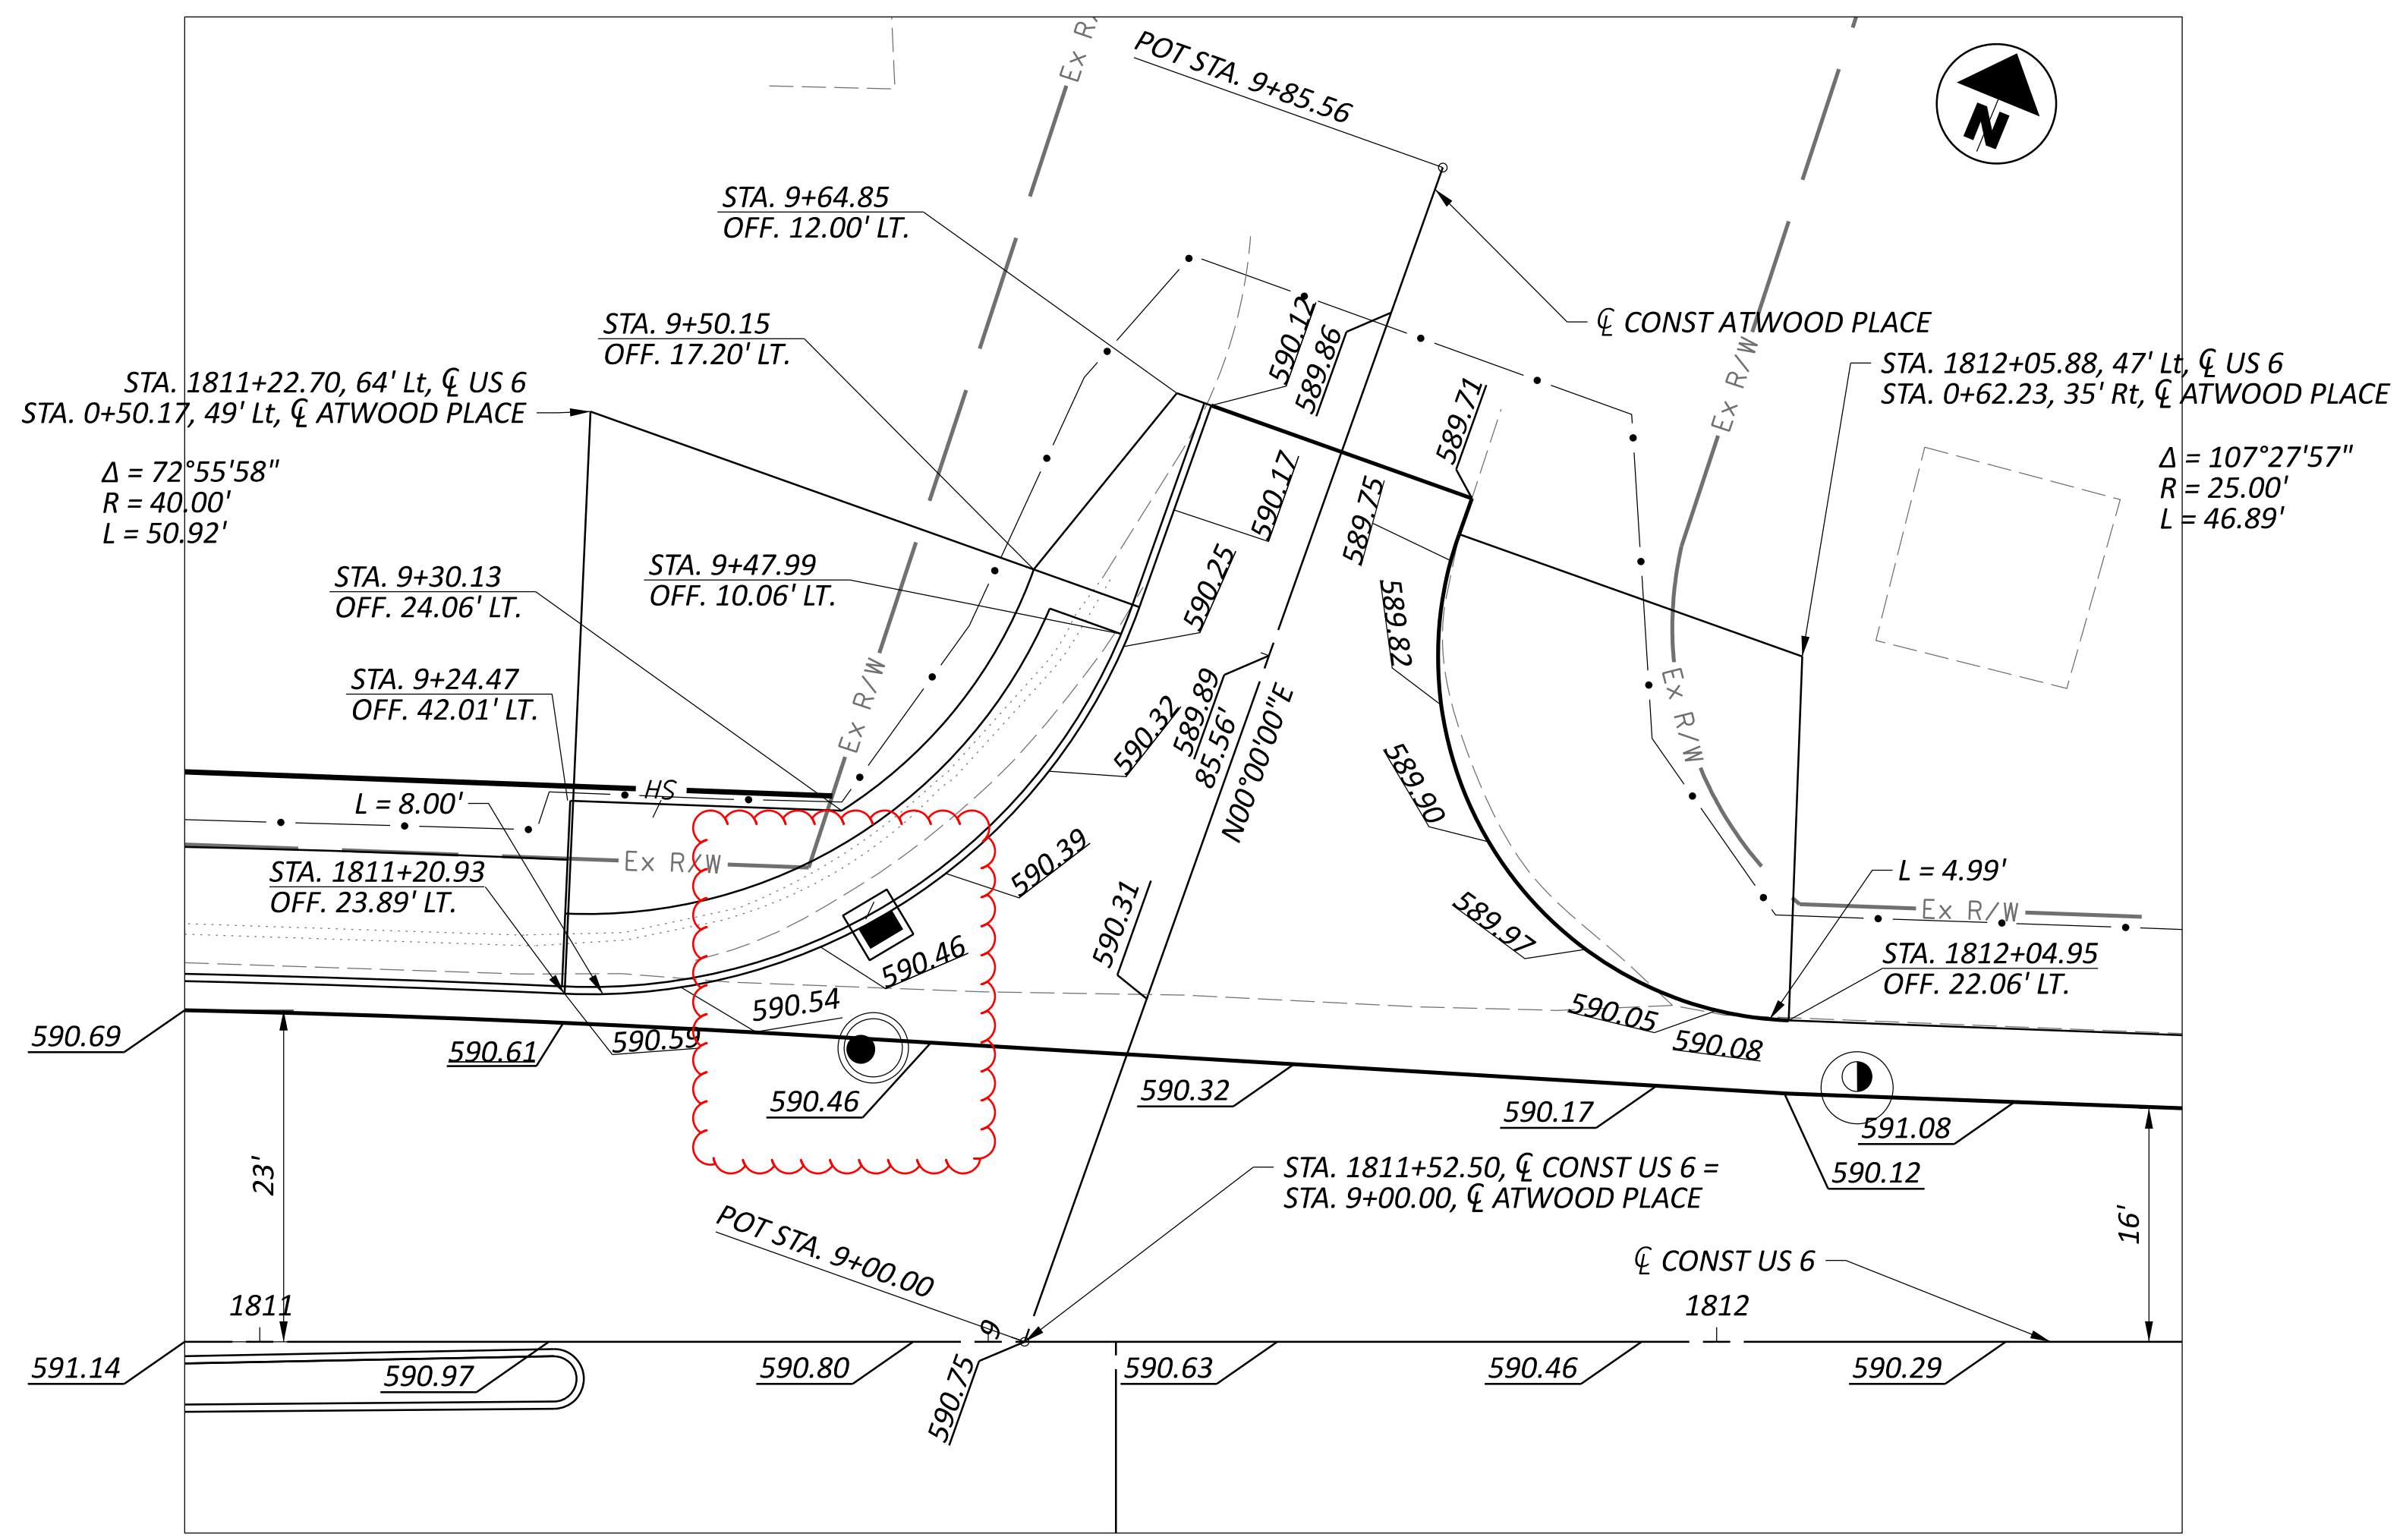 Ex R/
POT STA. 9+85.56
N
STA. 9+64.85
OFF. 12.00' LT.
STA. 9+50.15
OFF. 17.20' LT.
590.12
589.86
℄ CONST ATWOOD PLACE
Ex R/W
STA. 1811+22.70, 64' Lt, ℄ US 6
STA. 0+50.17, 49' Lt, ℄ ATWOOD PLACE
STA. 1812+05.88, 47' Lt, ℄ US 6
STA. 0+62.23, 35' Rt, ℄ ATWOOD PLACE
Δ = 72°55'58"
R = 40.00'
L = 50.92'
589.71
Δ = 107°27'57"
R = 25.00'
L = 46.89'
590.17
589.75
STA. 9+47.99
OFF. 10.06' LT.
STA. 9+30.13
OFF. 24.06' LT.
590.25
589.82
STA. 9+24.47
OFF. 42.01' LT.
Ex R/W
590.32
589.89
85.56'
N00°00'00"E
Ex R/W
HS
L = 8.00'
589.90
Ex R/W
STA. 1811+20.93
OFF. 23.89' LT.
590.39
L = 4.99'
Ex R/W
590.31
589.97
590.46
STA. 1812+04.95
OFF. 22.06' LT.
590.54
590.05
590.69
590.61
590.59
590.08
590.46
590.32
590.17
591.08
590.12
23'
STA. 1811+52.50, ℄ CONST US 6 =
STA. 9+00.00, ℄ ATWOOD PLACE
16'
POT STA. 9+00.00
℄ CONST US 6
1811
9
1812
591.14
590.97
590.80
590.75
590.63
590.46
590.29